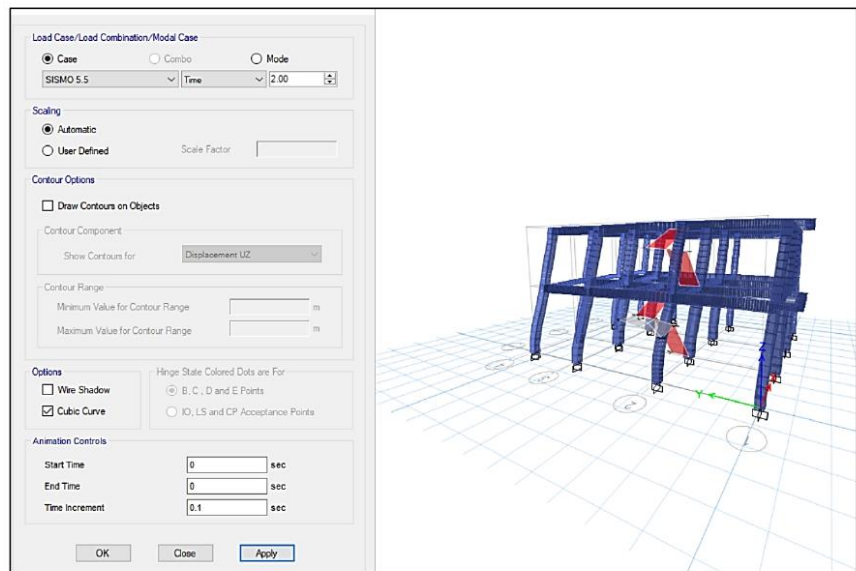 Load Case/Load Combination/Modal Case
Case Combo Mode
SISMO 5.5 Time 2.00
Scaling
Automatic
User Defined Scale Factor
Contour Options
Draw Contours on Objects
Contour Component
Show Contours for Displacement UZ
Contour Range
Minimum Value for Contour Range m
Maximum Value for Contour Range m
Options Hinge State Colored Dots are For
Wire Shadow B, C , D and E Points
Cubic Curve IO, LS and CP Acceptance Points
Animation Controls
Start Time 0 sec
End Time 0 sec
Time Increment 0.1 sec
OK Close Apply
Z
Y